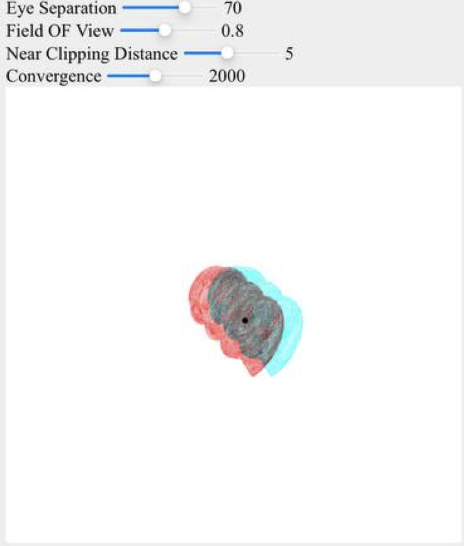 Eye Separation 70
Field OF View 0.8
Near Clipping Distance 5
Convergence 2000